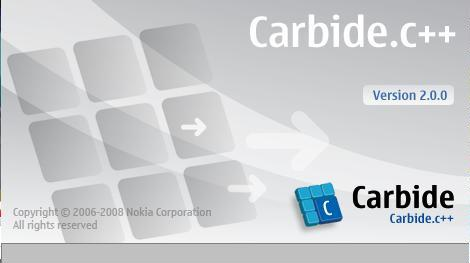 Carbide.c++
Version 2.0.0
C
Carbide
Carbide.c++
Copyright © 2006-2008 Nokia Corporation
All rights reserved